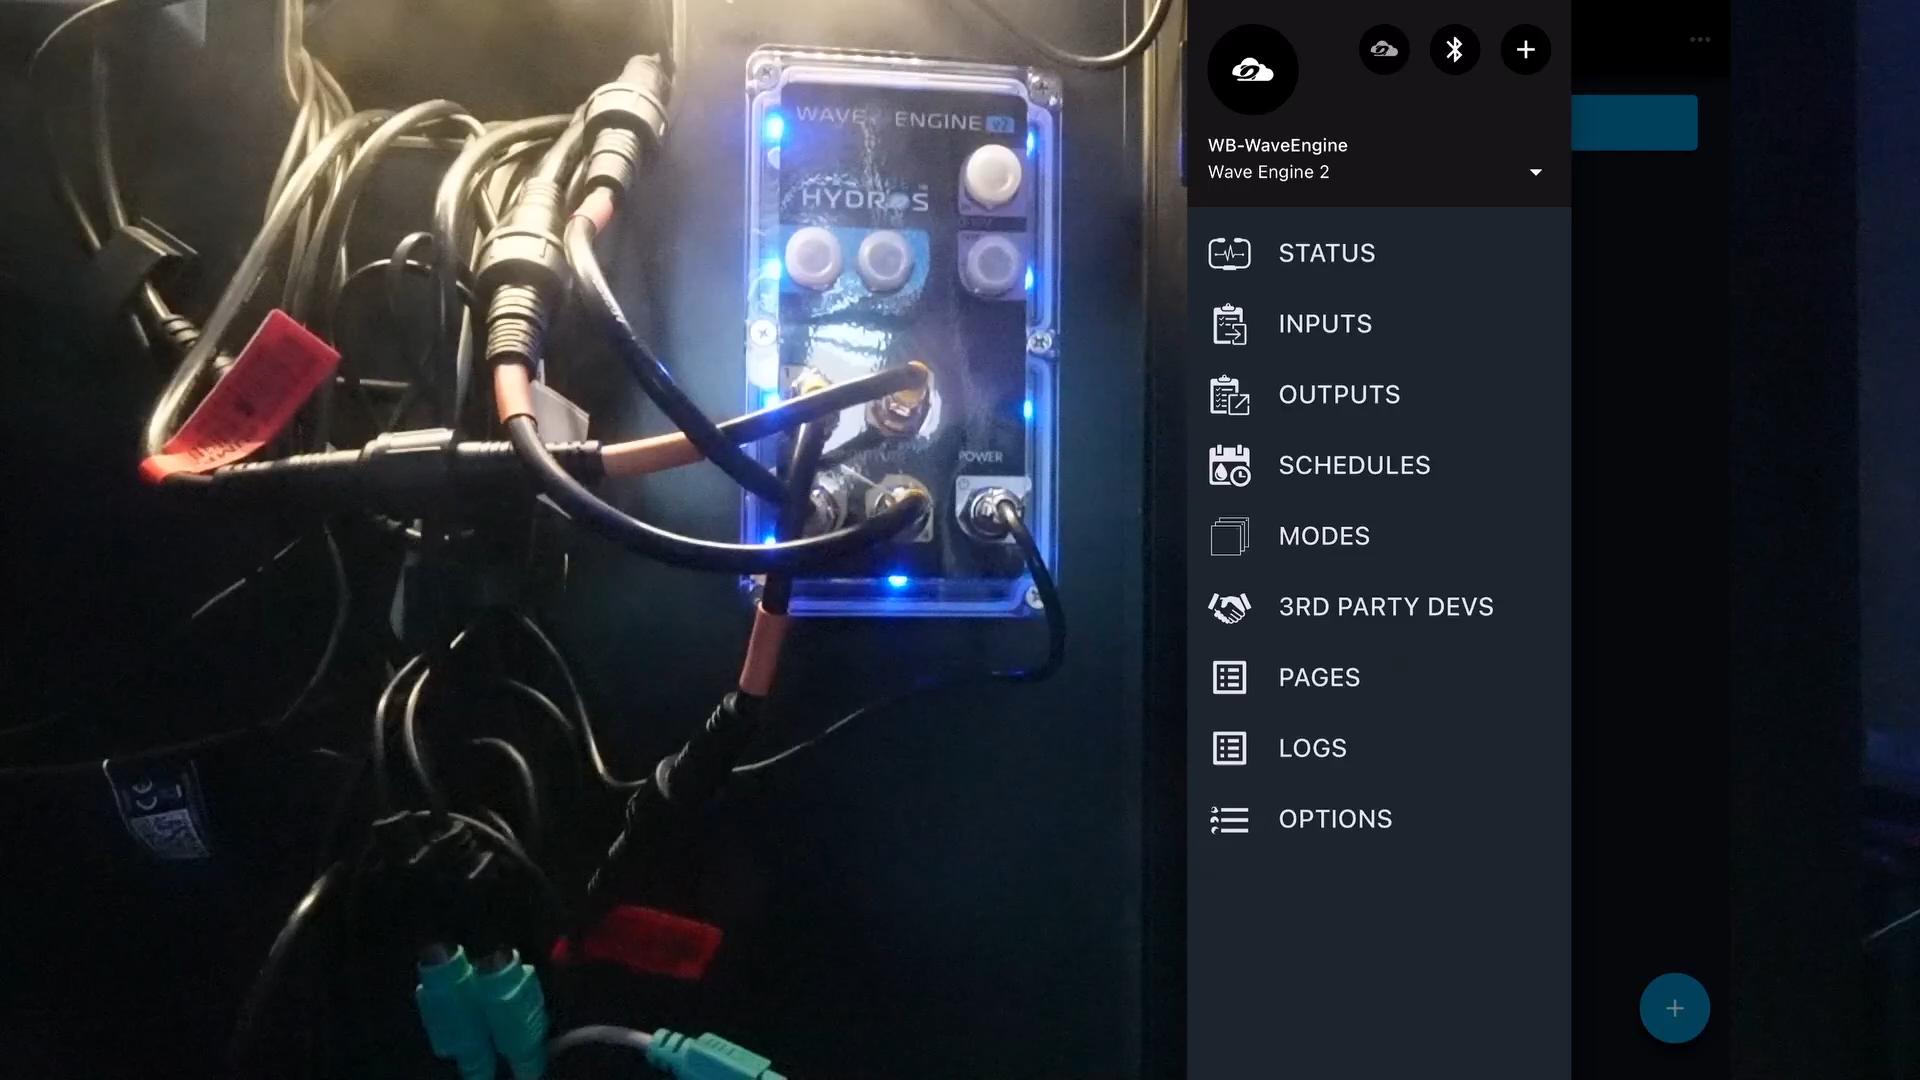 WAVE ENGINE v2
HYDROS
POWER
WB-WaveEngine
Wave Engine 2
STATUS
INPUTS
OUTPUTS
SCHEDULES
MODES
3RD PARTY DEVS
PAGES
LOGS
OPTIONS